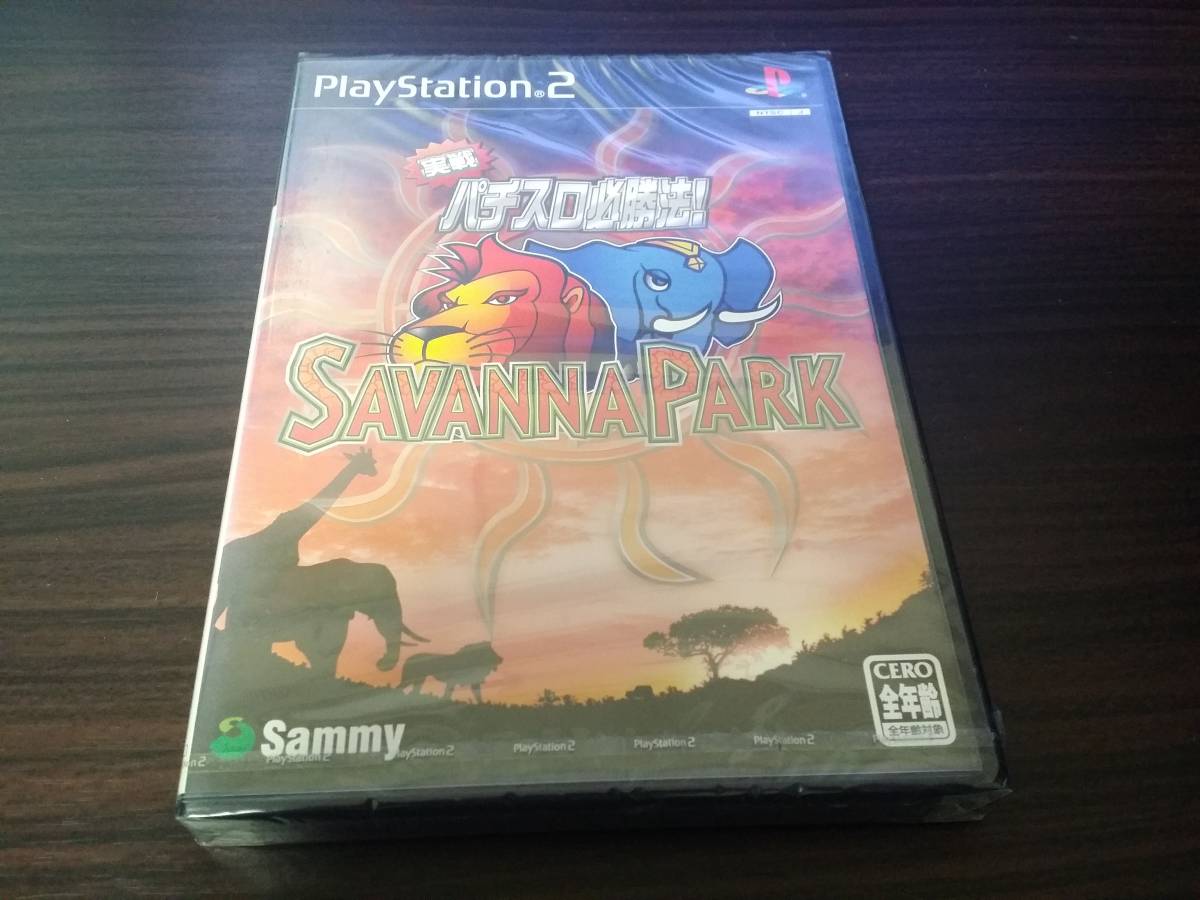 PlayStation®2
NTSC J
実戦
パチスロ必勝法!
SAVANNA PARK
CERO
全年齢
全年齢対象
Sammy
PlayStation 2
PlayStation 2
PlayStation 2
PlayStation 2
PlayStation 2